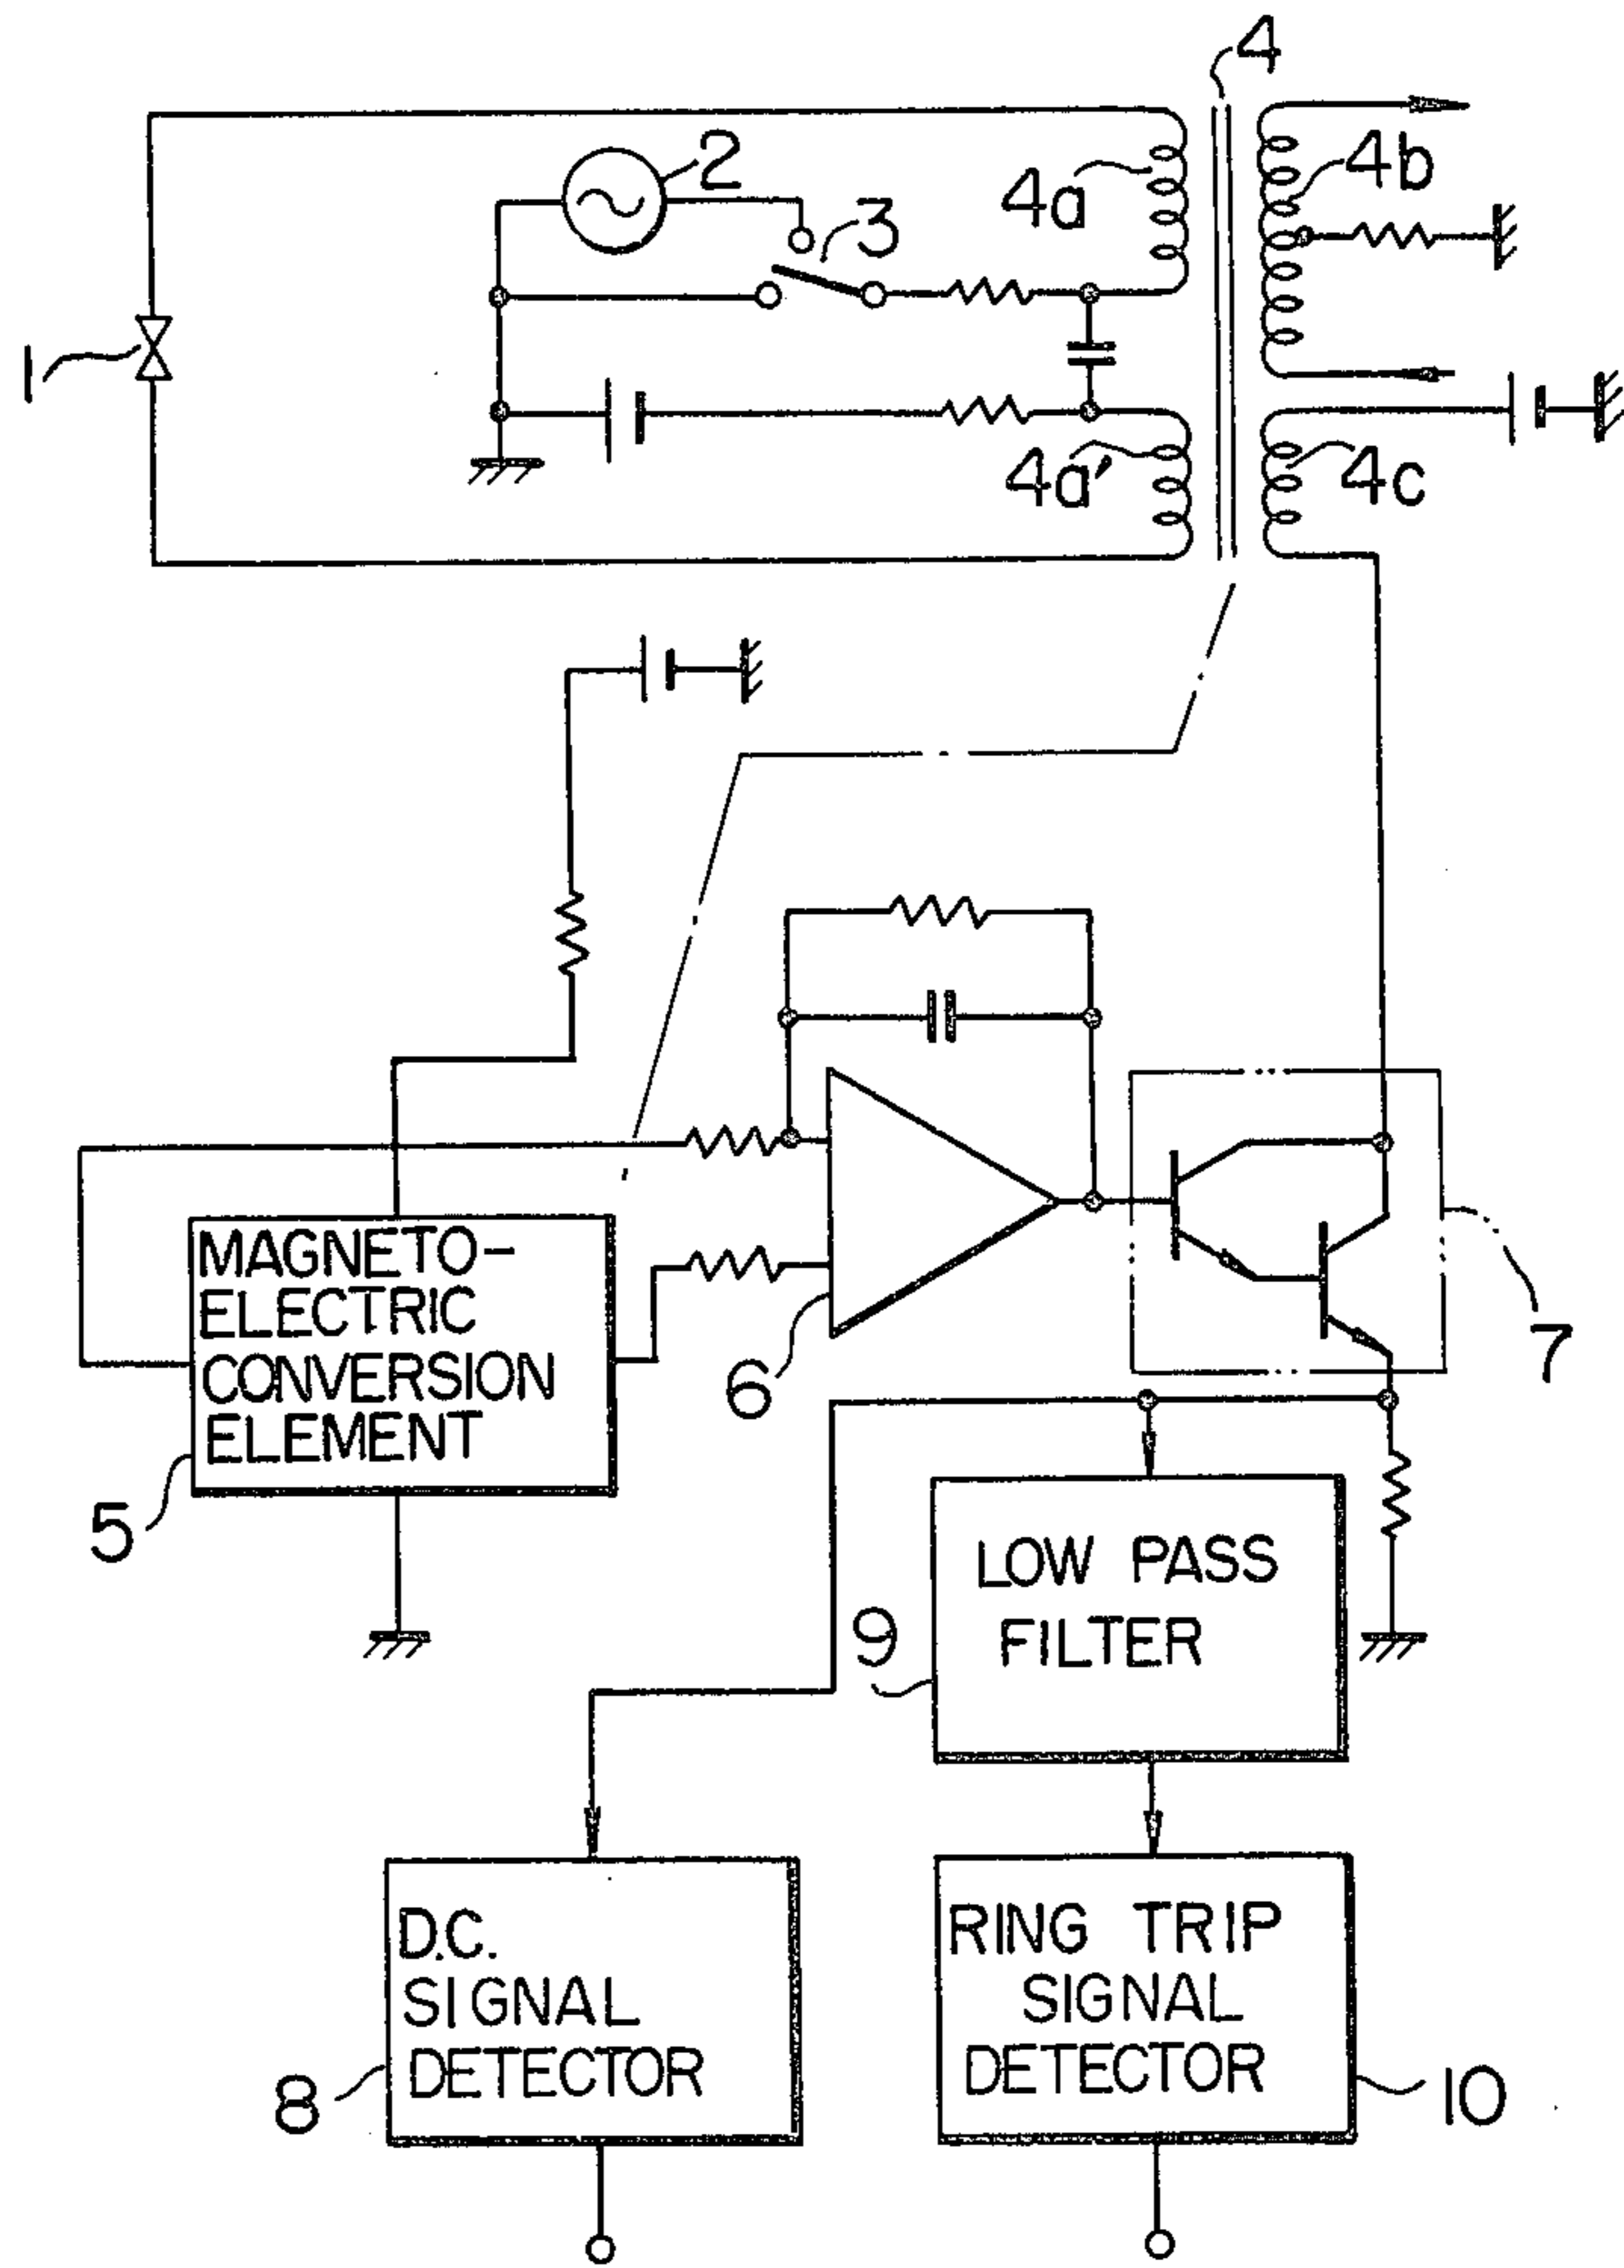 4
2
4a
4b
3
1
4a'
4c
MAGNETO-
ELECTRIC
CONVERSION
ELEMENT
7
6
5
LOW PASS
FILTER
9
D.C.
SIGNAL
DETECTOR
RING TRIP
SIGNAL
DETECTOR
8
10